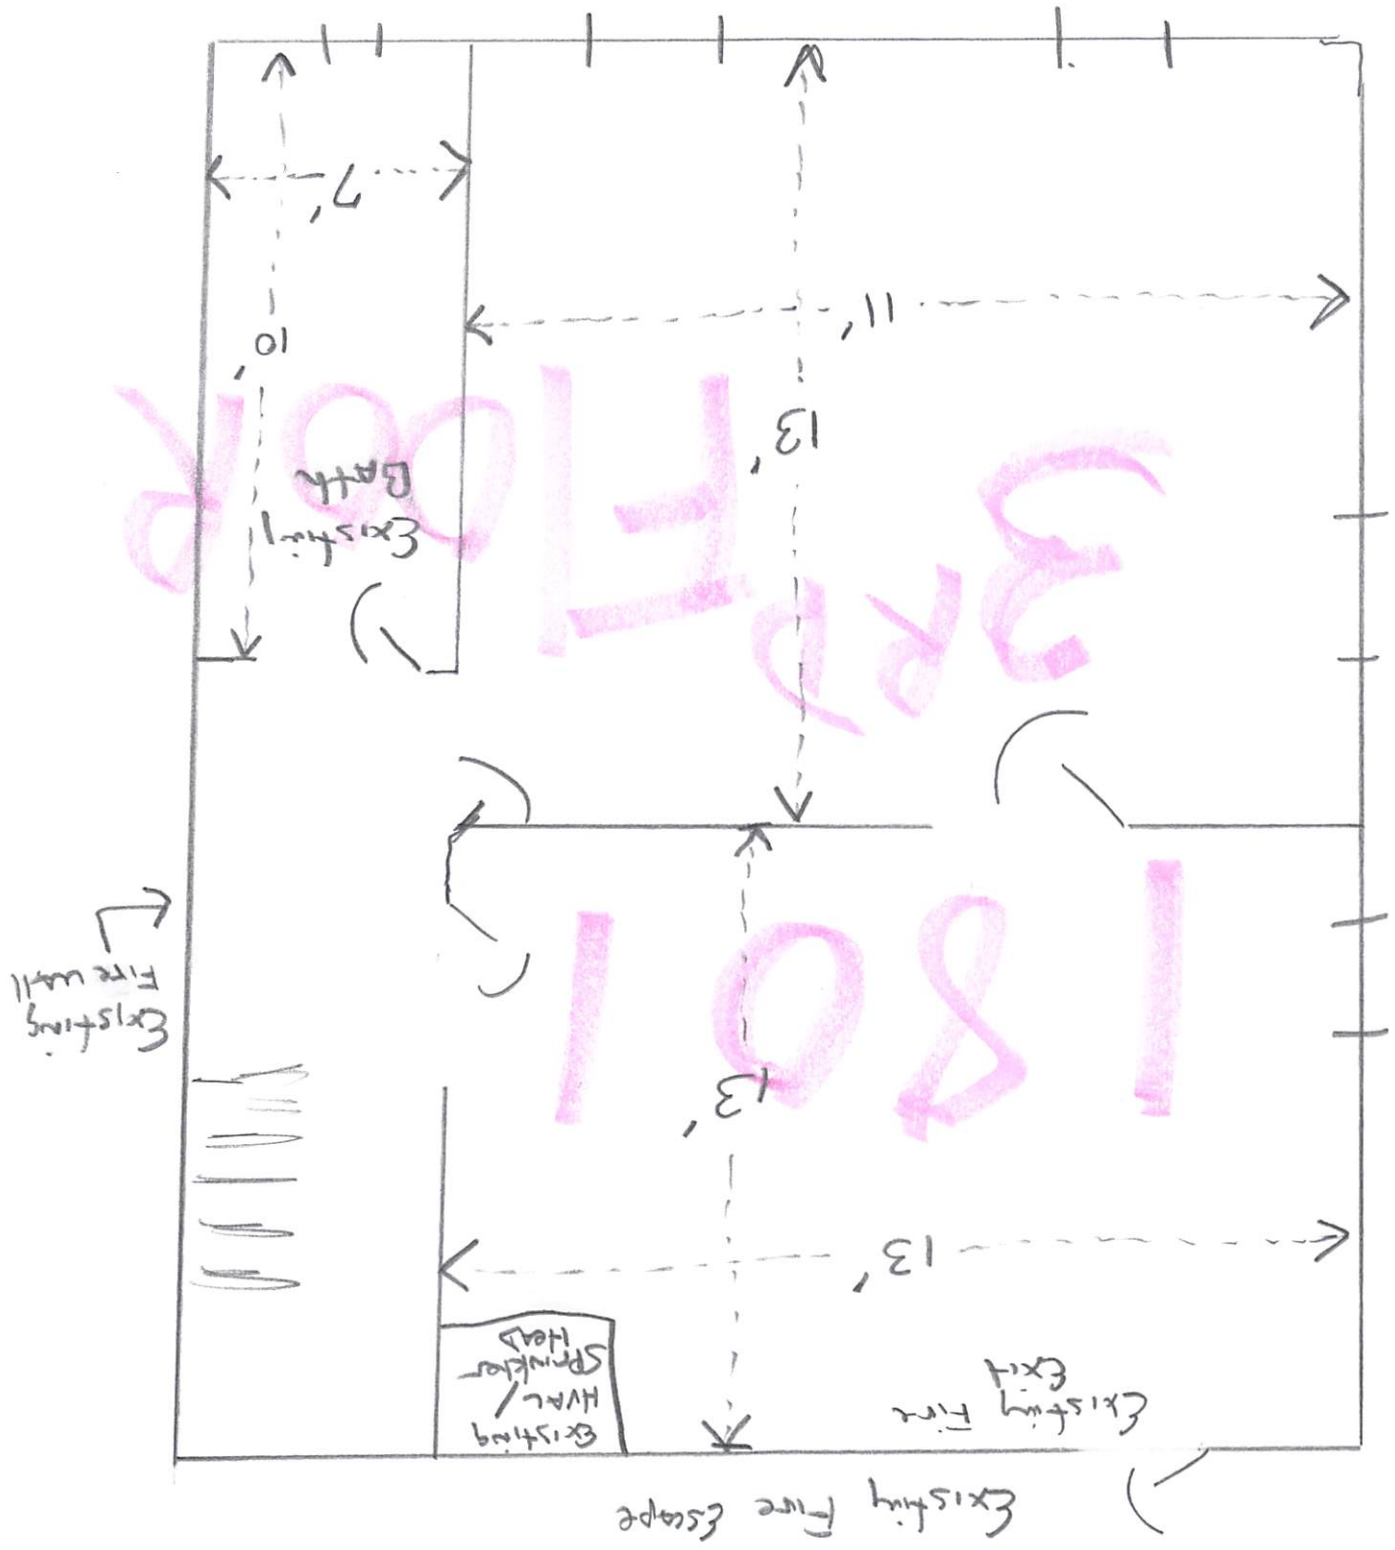 Existing Fire Escape
Existing Fire
Exit
Existing
HVAC /
Sprinkler
Head
13'
13'
1801
Existing
Fire wall
3RD FlooR
Existing
Bath
13'
10'
11'
7'